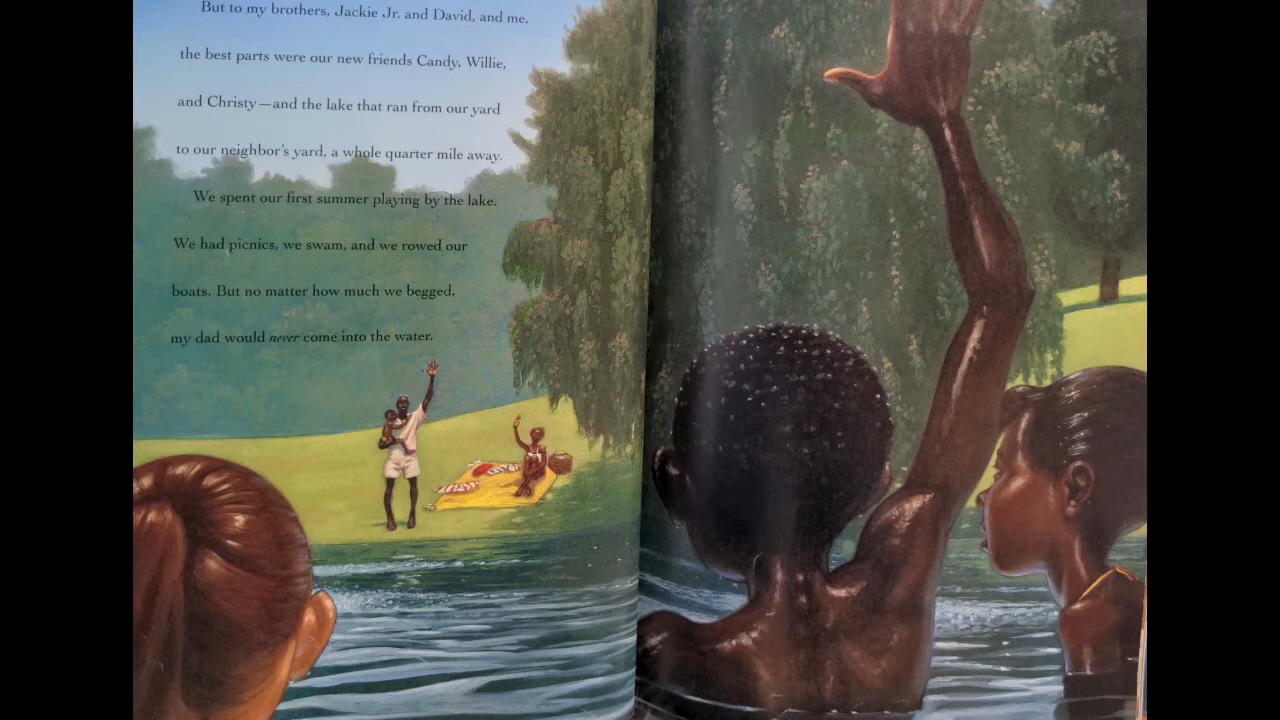 But to my brothers, Jackie Jr. and David, and me,
the best parts were our new friends Candy, Willie,
and Christy—and the lake that ran from our yard
to our neighbor's yard, a whole quarter mile away.
We spent our first summer playing by the lake.
We had picnics, we swam, and we rowed our
boats. But no matter how much we begged,
my dad would never come into the water.